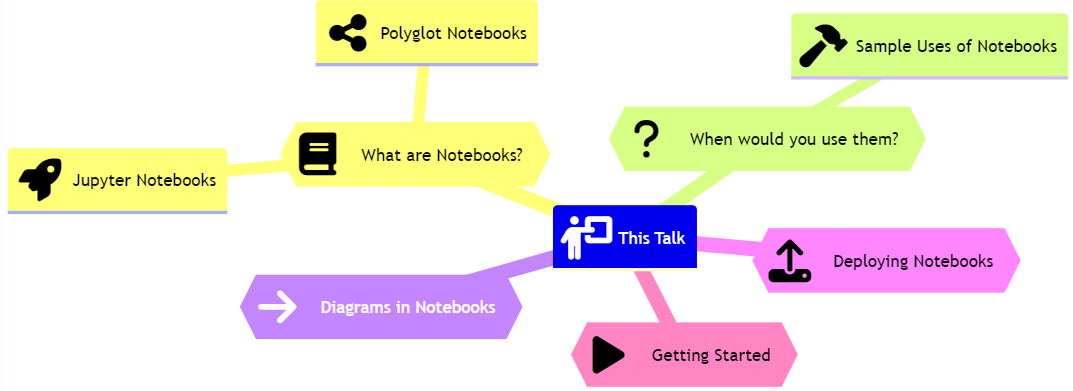 Polyglot Notebooks
Sample Uses of Notebooks
When would you use them?
What are Notebooks?
Jupyter Notebooks
This Talk
Deploying Notebooks
Diagrams in Notebooks
Getting Started